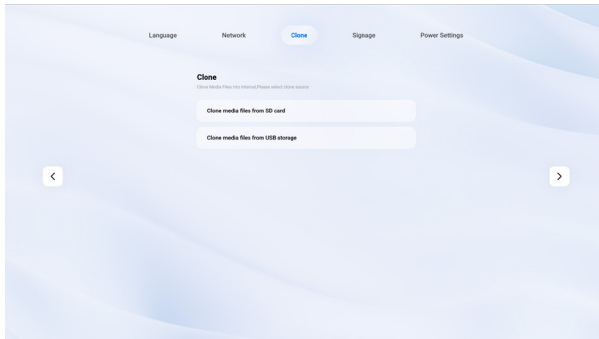 Language
Network
Clone
Signage
Power Settings
Clone
Clone Media Files into Internal,Please select clone source
Clone media files from SD card
Clone media files from USB storage